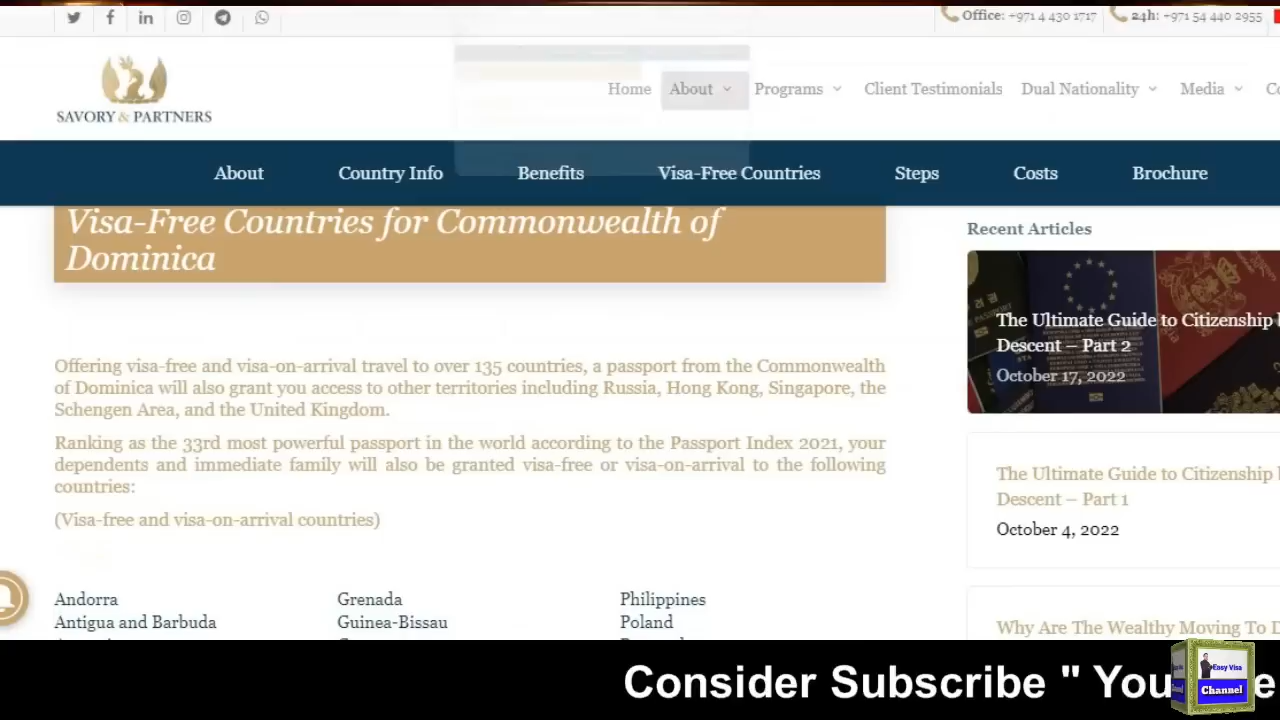 Office: +971 4 430 1717
24h: +971 54 440 2955
SAVORY & PARTNERS
Home About Programs Client Testimonials Dual Nationality Media
About Country Info Benefits Visa-Free Countries Steps Costs Brochure
Visa-Free Countries for Commonwealth of
Dominica
Offering visa-free and visa-on-arrival travel to over 135 countries, a passport from the Commonwealth
of Dominica will also grant you access to other territories including Russia, Hong Kong, Singapore, the
Schengen Area, and the United Kingdom.
Ranking as the 33rd most powerful passport in the world according to the Passport Index 2021, your
dependents and immediate family will also be granted visa-free or visa-on-arrival to the following
countries:
(Visa-free and visa-on-arrival countries)
Andorra Grenada Philippines
Antigua and Barbuda Guinea-Bissau Poland
Recent Articles
The Ultimate Guide to Citizenship
Descent – Part 2
October 17, 2022
The Ultimate Guide to Citizenship
Descent – Part 1
October 4, 2022
Why Are The Wealthy Moving To
Consider Subscribe " You
Easy Visa
Channel